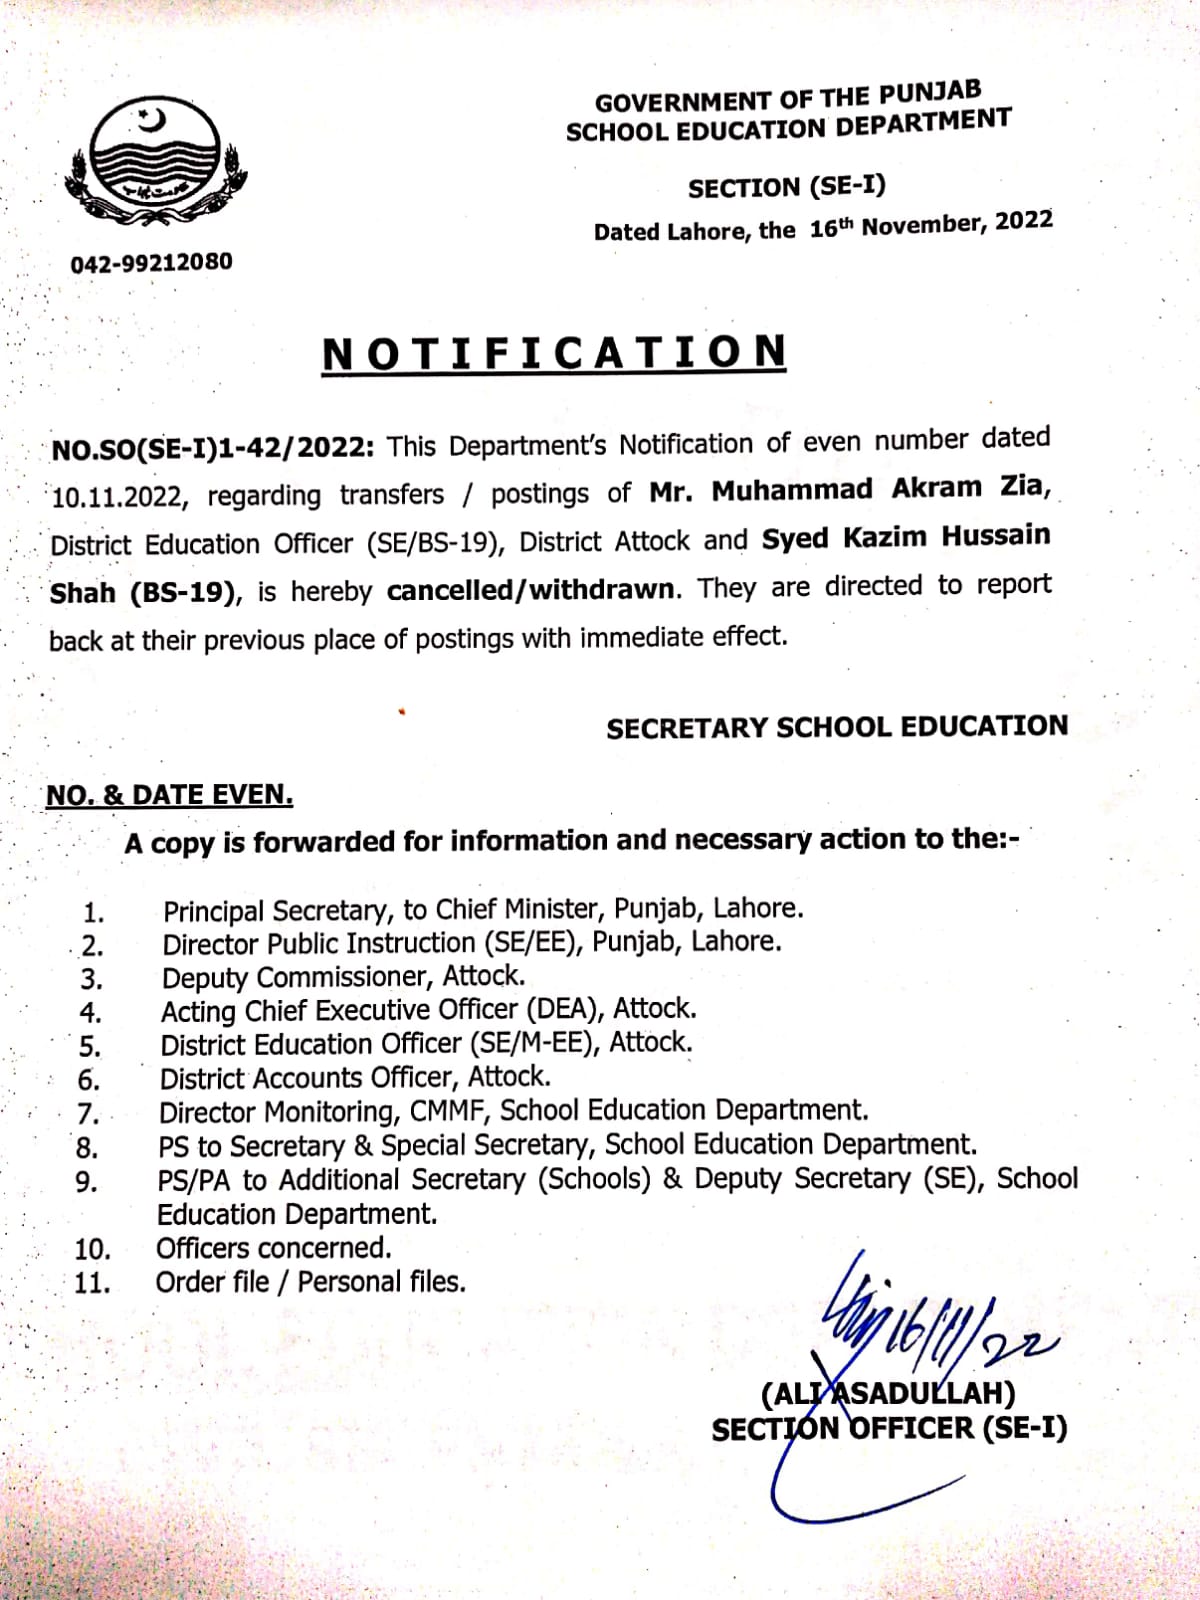 GOVERNMENT OF THE PUNJAB
SCHOOL EDUCATION DEPARTMENT
SECTION (SE-I)
Dated Lahore, the 16th November, 2022
042-99212080
NOTIFICATION
NO.SO(SE-I)1-42/2022: This Department's Notification of even number dated
10.11.2022, regarding transfers / postings of Mr. Muhammad Akram Zia,
District Education Officer (SE/BS-19), District Attock and Syed Kazim Hussain
Shah (BS-19), is hereby cancelled/withdrawn. They are directed to report
back at their previous place of postings with immediate effect.
SECRETARY SCHOOL EDUCATION
NO. & DATE EVEN.
A copy is forwarded for information and necessary action to the:-
1. Principal Secretary, to Chief Minister, Punjab, Lahore.
2. Director Public Instruction (SE/EE), Punjab, Lahore.
3. Deputy Commissioner, Attock.
4. Acting Chief Executive Officer (DEA), Attock.
5. District Education Officer (SE/M-EE), Attock.
6. District Accounts Officer, Attock.
7. Director Monitoring, CMMF, School Education Department.
8. PS to Secretary & Special Secretary, School Education Department.
9. PS/PA to Additional Secretary (Schools) & Deputy Secretary (SE), School
Education Department.
10. Officers concerned.
11. Order file / Personal files.
16/11/22
(ALI ASADULLAH)
SECTION OFFICER (SE-I)